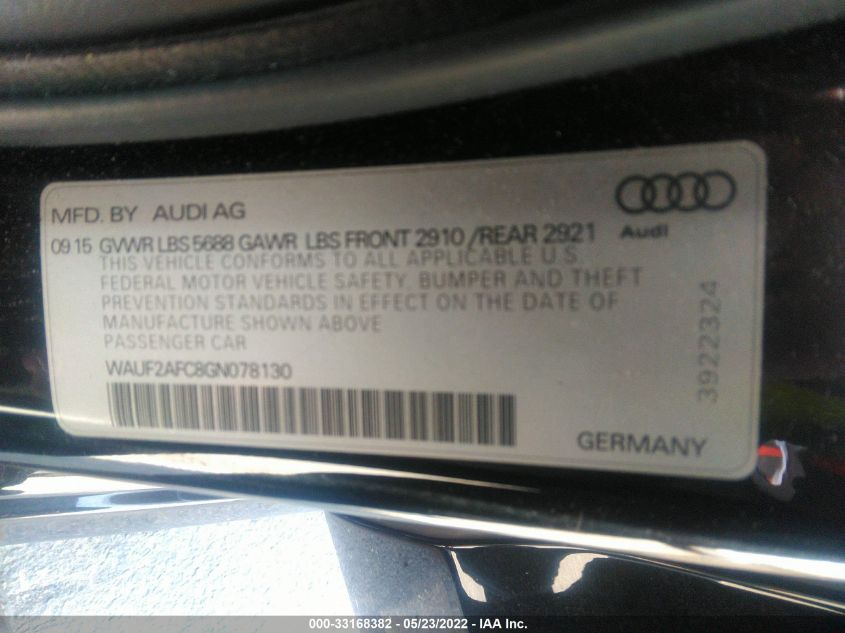 MFD. BY AUDI AG
Audi
09 15 GVWR LBS 5688 GAWR LBS FRONT 2910 /REAR 2921
THIS VEHICLE CONFORMS TO ALL APPLICABLE U.S.
FEDERAL MOTOR VEHICLE SAFETY, BUMPER AND THEFT
PREVENTION STANDARDS IN EFFECT ON THE DATE OF
MANUFACTURE SHOWN ABOVE
PASSENGER CAR
WAUF2AFC8GN078130
3922324
GERMANY
000-33168382 - 05/23/2022 - IAA Inc.